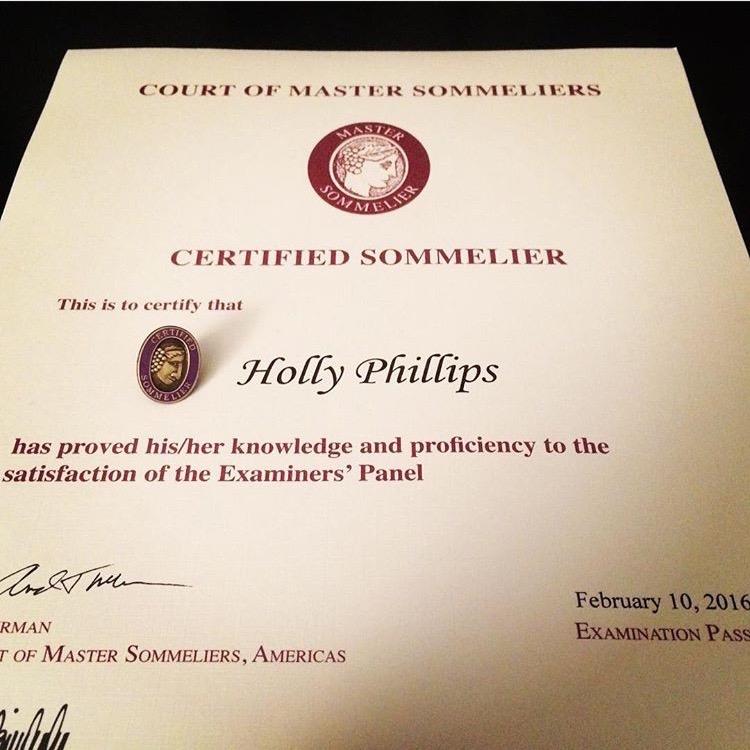 COURT OF MASTER SOMMELIERS
MASTER
SOMMELIER
CERTIFIED SOMMELIER
This is to certify that
CERTIFIED
SOMMELIER
Holly Phillips
has proved his/her knowledge and proficiency to the
satisfaction of the Examiners' Panel
February 10, 2016
RMAN
EXAMINATION PASS
T OF MASTER SOMMELIERS, AMERICAS